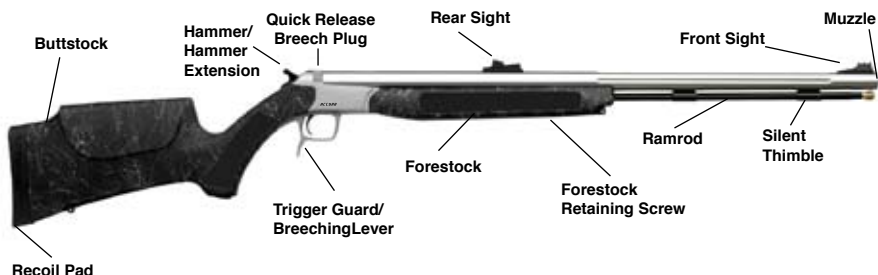 Buttstock
Hammer/
Hammer
Extension
Quick Release
Breech Plug
Rear Sight
Front Sight
Muzzle
Ramrod
Silent
Thimble
Forestock
Forestock
Retaining Screw
Trigger Guard/
BreechingLever
Recoil Pad